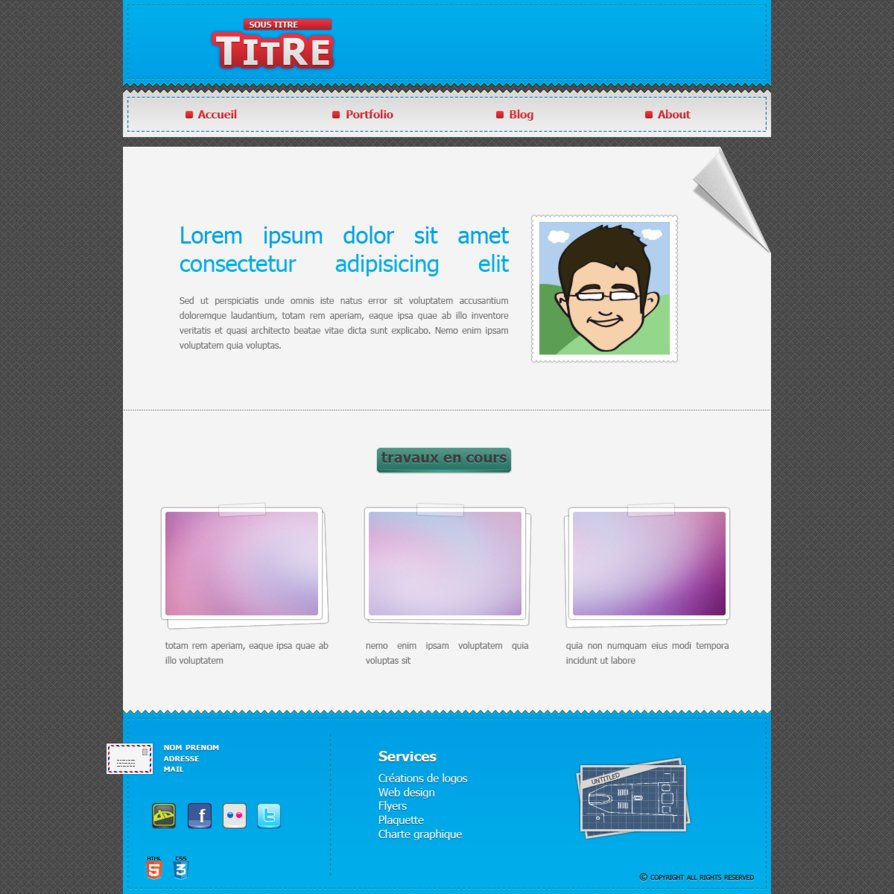 SOUS TITRE
TITRE
Accueil
Portfolio
Blog
About
Lorem ipsum dolor sit amet
consectetur adipisicing elit
Sed ut perspiciatis unde omnis iste natus error sit voluptatem accusantium
doloremque laudantium, totam rem aperiam, eaque ipsa quae ab illo inventore
veritatis et quasi architecto beatae vitae dicta sunt explicabo. Nemo enim ipsam
voluptatem quia voluptas.
travaux en cours
totam rem aperiam, eaque ipsa quae ab
illo voluptatem
nemo enim ipsam voluptatem quia
voluptas sit
quia non numquam eius modi tempora
incidunt ut labore
NOM PRENOM
ADRESSE
MAIL
HTML
5
CSS
3
Services
Créations de logos
Web design
Flyers
Plaquette
Charte graphique
UNTITLED
© COPYRIGHT ALL RIGHTS RESERVED